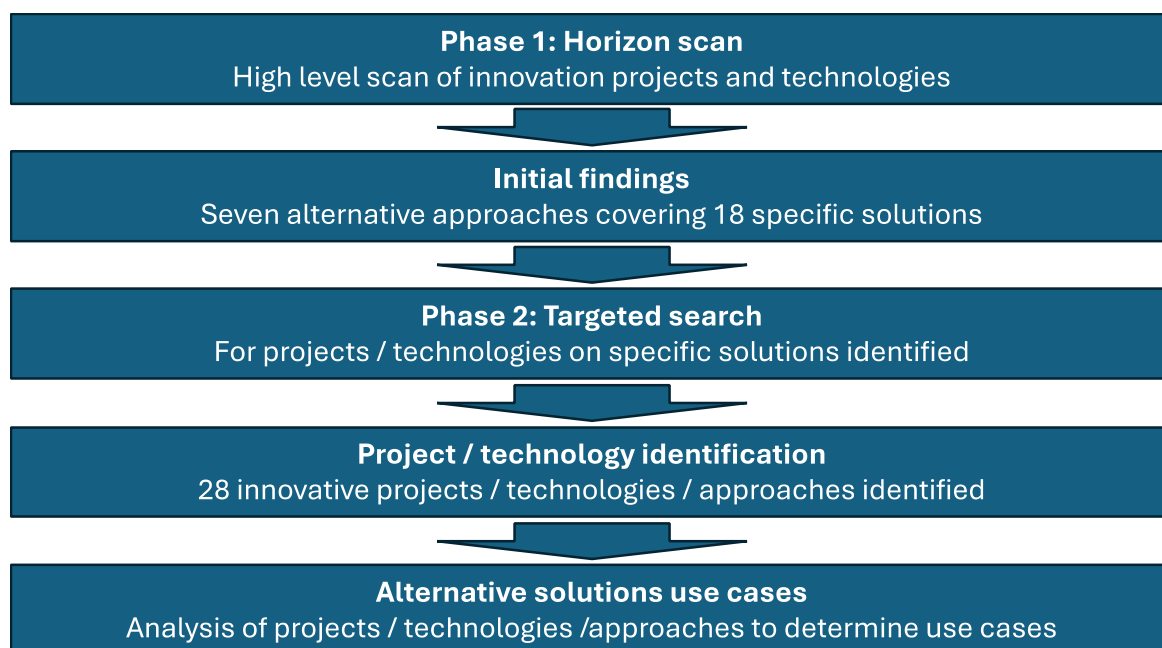 Phase 1: Horizon scan
High level scan of innovation projects and technologies
Initial findings
Seven alternative approaches covering 18 specific solutions
Phase 2: Targeted search
For projects / technologies on specific solutions identified
Project / technology identification
28 innovative projects / technologies / approaches identified
Alternative solutions use cases
Analysis of projects / technologies /approaches to determine use cases